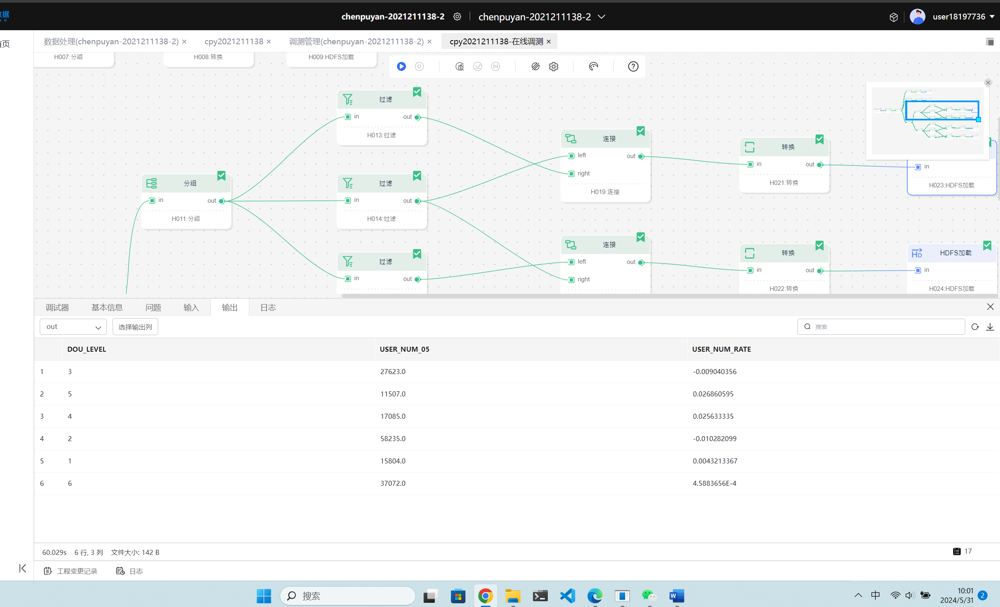 数据
chenpuyan-2021211138-2
chenpuyan-2021211138-2
user18197736
首页
数据处理(chenpuyan-2021211138-2)
cpy2021211138
调测管理(chenpuyan-2021211138-2)
cpy2021211138-在线调测
H007:分组
H008:转换
H009:HDFS加载
过滤
in
out
H013:过滤
连接
left
out
right
H019:连接
转换
in
out
H021:转换
in
H023:HDFS加载
分组
in
out
H011:分组
过滤
in
out
H014:过滤
过滤
in
out
连接
left
out
right
转换
in
out
H022:转换
HDFS加载
in
H024:HDFS加载
调试器
基本信息
问题
输入
输出
日志
out
选择输出列
搜索
DOU_LEVEL USER_NUM_05 USER_NUM_RATE
1 3 27623.0 -0.009040356
2 5 11507.0 0.026860595
3 4 17085.0 0.025633335
4 2 58235.0 -0.010282099
5 1 15804.0 0.0043213367
6 6 37072.0 4.5883656E-4
60.029s 6 行, 3 列 文件大小: 142 B
17
工程变更记录
日志
搜索
中
10:01
2024/5/31
2